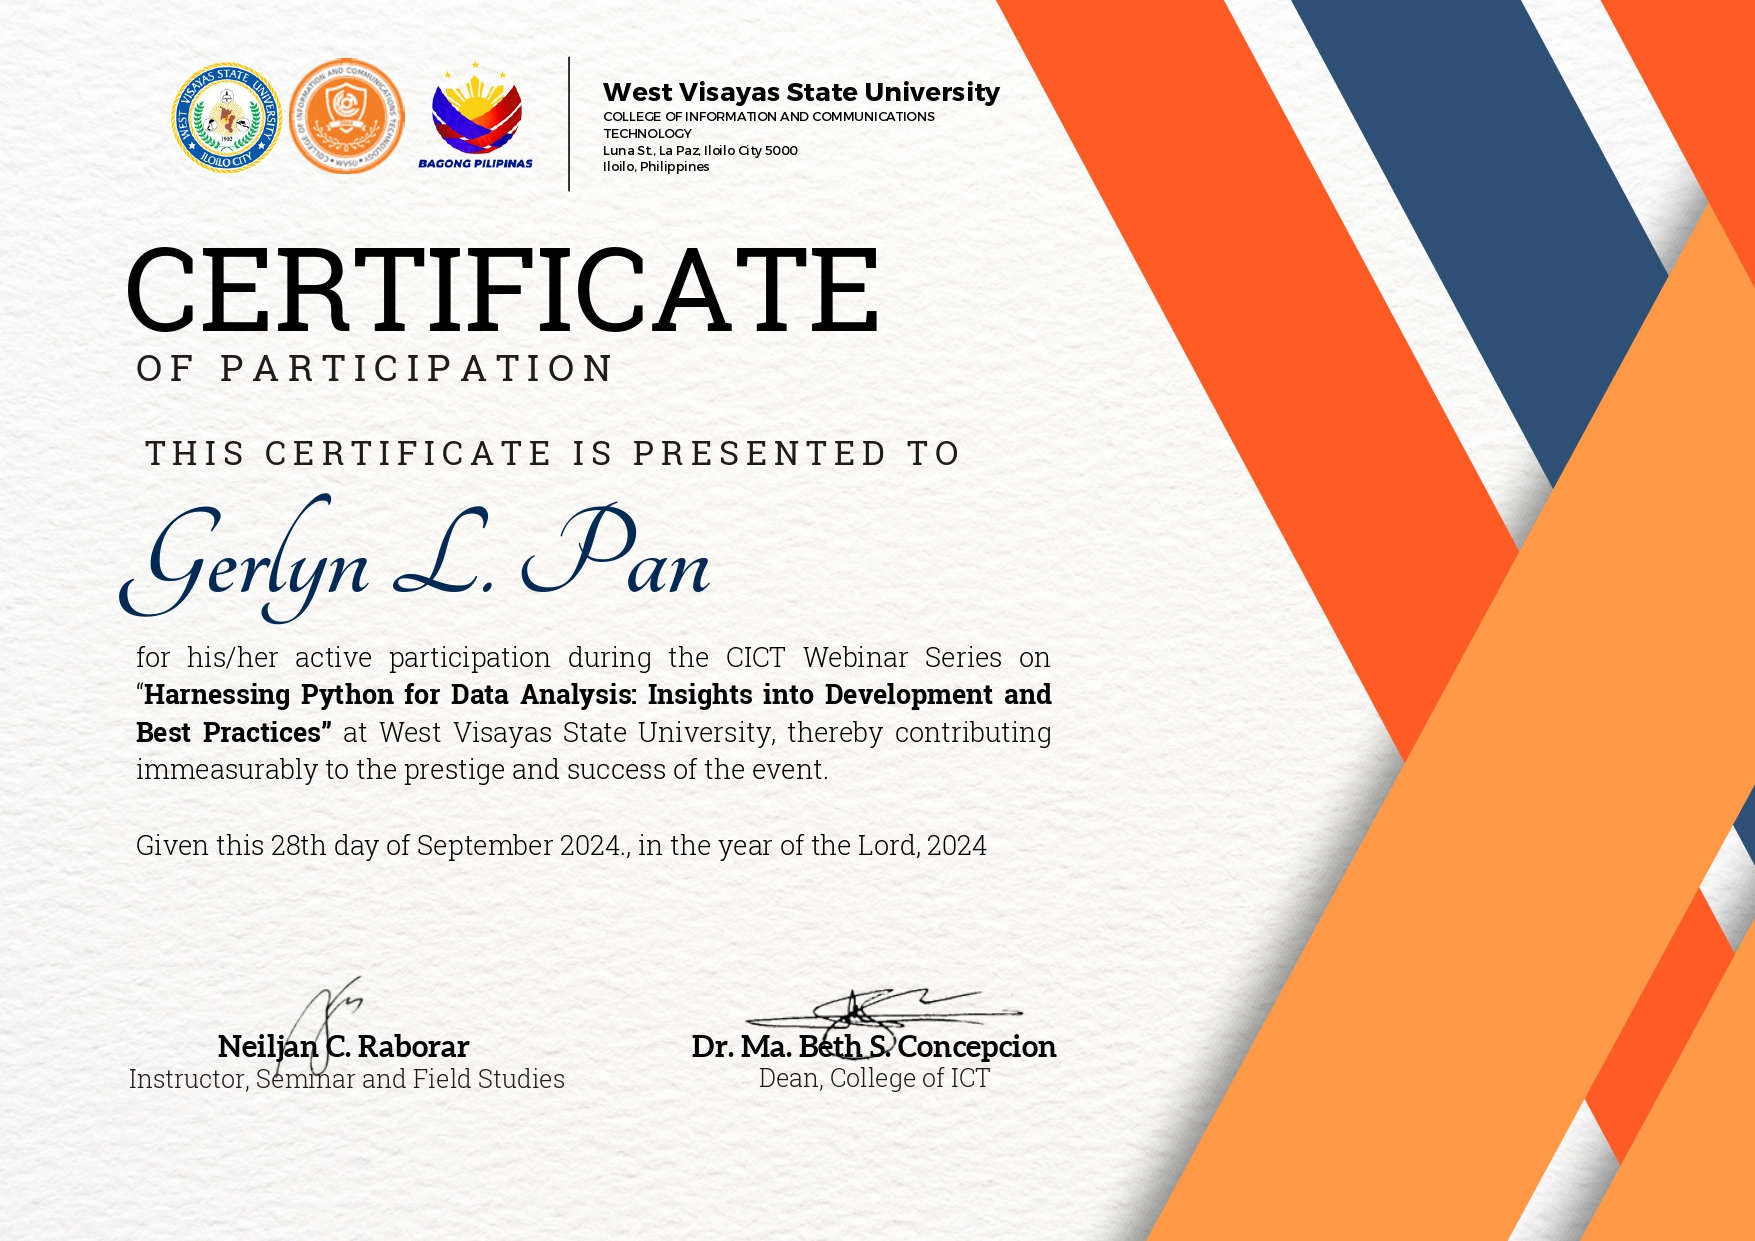 WEST VISAYAS STATE UNIVERSITY
1902
ILOILO CITY
COLLEGE OF INFORMATION AND COMMUNICATIONS TECHNOLOGY
WVSU
BAGONG PILIPINAS
West Visayas State University
COLLEGE OF INFORMATION AND COMMUNICATIONS
TECHNOLOGY
Luna St., La Paz, Iloilo City 5000
Iloilo, Philippines
CERTIFICATE
OF PARTICIPATION
THIS CERTIFICATE IS PRESENTED TO
Gerlyn L. Pan
for his/her active participation during the CICT Webinar Series on
“Harnessing Python for Data Analysis: Insights into Development and
Best Practices” at West Visayas State University, thereby contributing
immeasurably to the prestige and success of the event.
Given this 28th day of September 2024., in the year of the Lord, 2024
Neiljan C. Raborar
Instructor, Seminar and Field Studies
Dr. Ma. Beth S. Concepcion
Dean, College of ICT